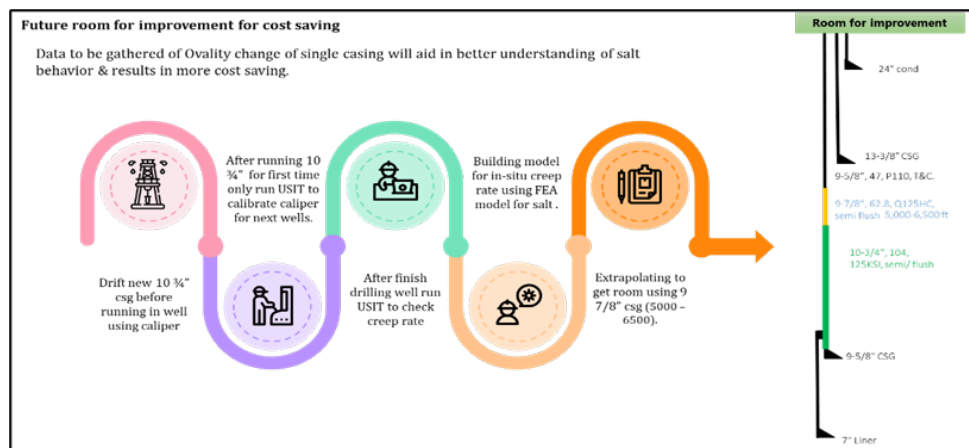 Future room for improvement for cost saving
Data to be gathered of Ovality change of single casing will aid in better understanding of salt
behavior & results in more cost saving.
Drift new 10 ¾”
csg before
running in well
using caliper
After running 10
¾” for first time
only run USIT to
calibrate caliper
for next wells.
After finish
drilling well run
USIT to check
creep rate
Building model
for in-situ creep
rate using FEA
model for salt .
Extrapolating to
get room using 9
7/8” csg (5000 –
6500).
Room for improvement
24” cond
13-3/8” CSG
9-5/8”, 47, P110, T&C.
9-7/8”, 62.8, Q125HC,
semi flush 5,000-6,500 ft
10-3/4”, 104,
125KSI, semi/ flush
9-5/8” CSG
7” Liner